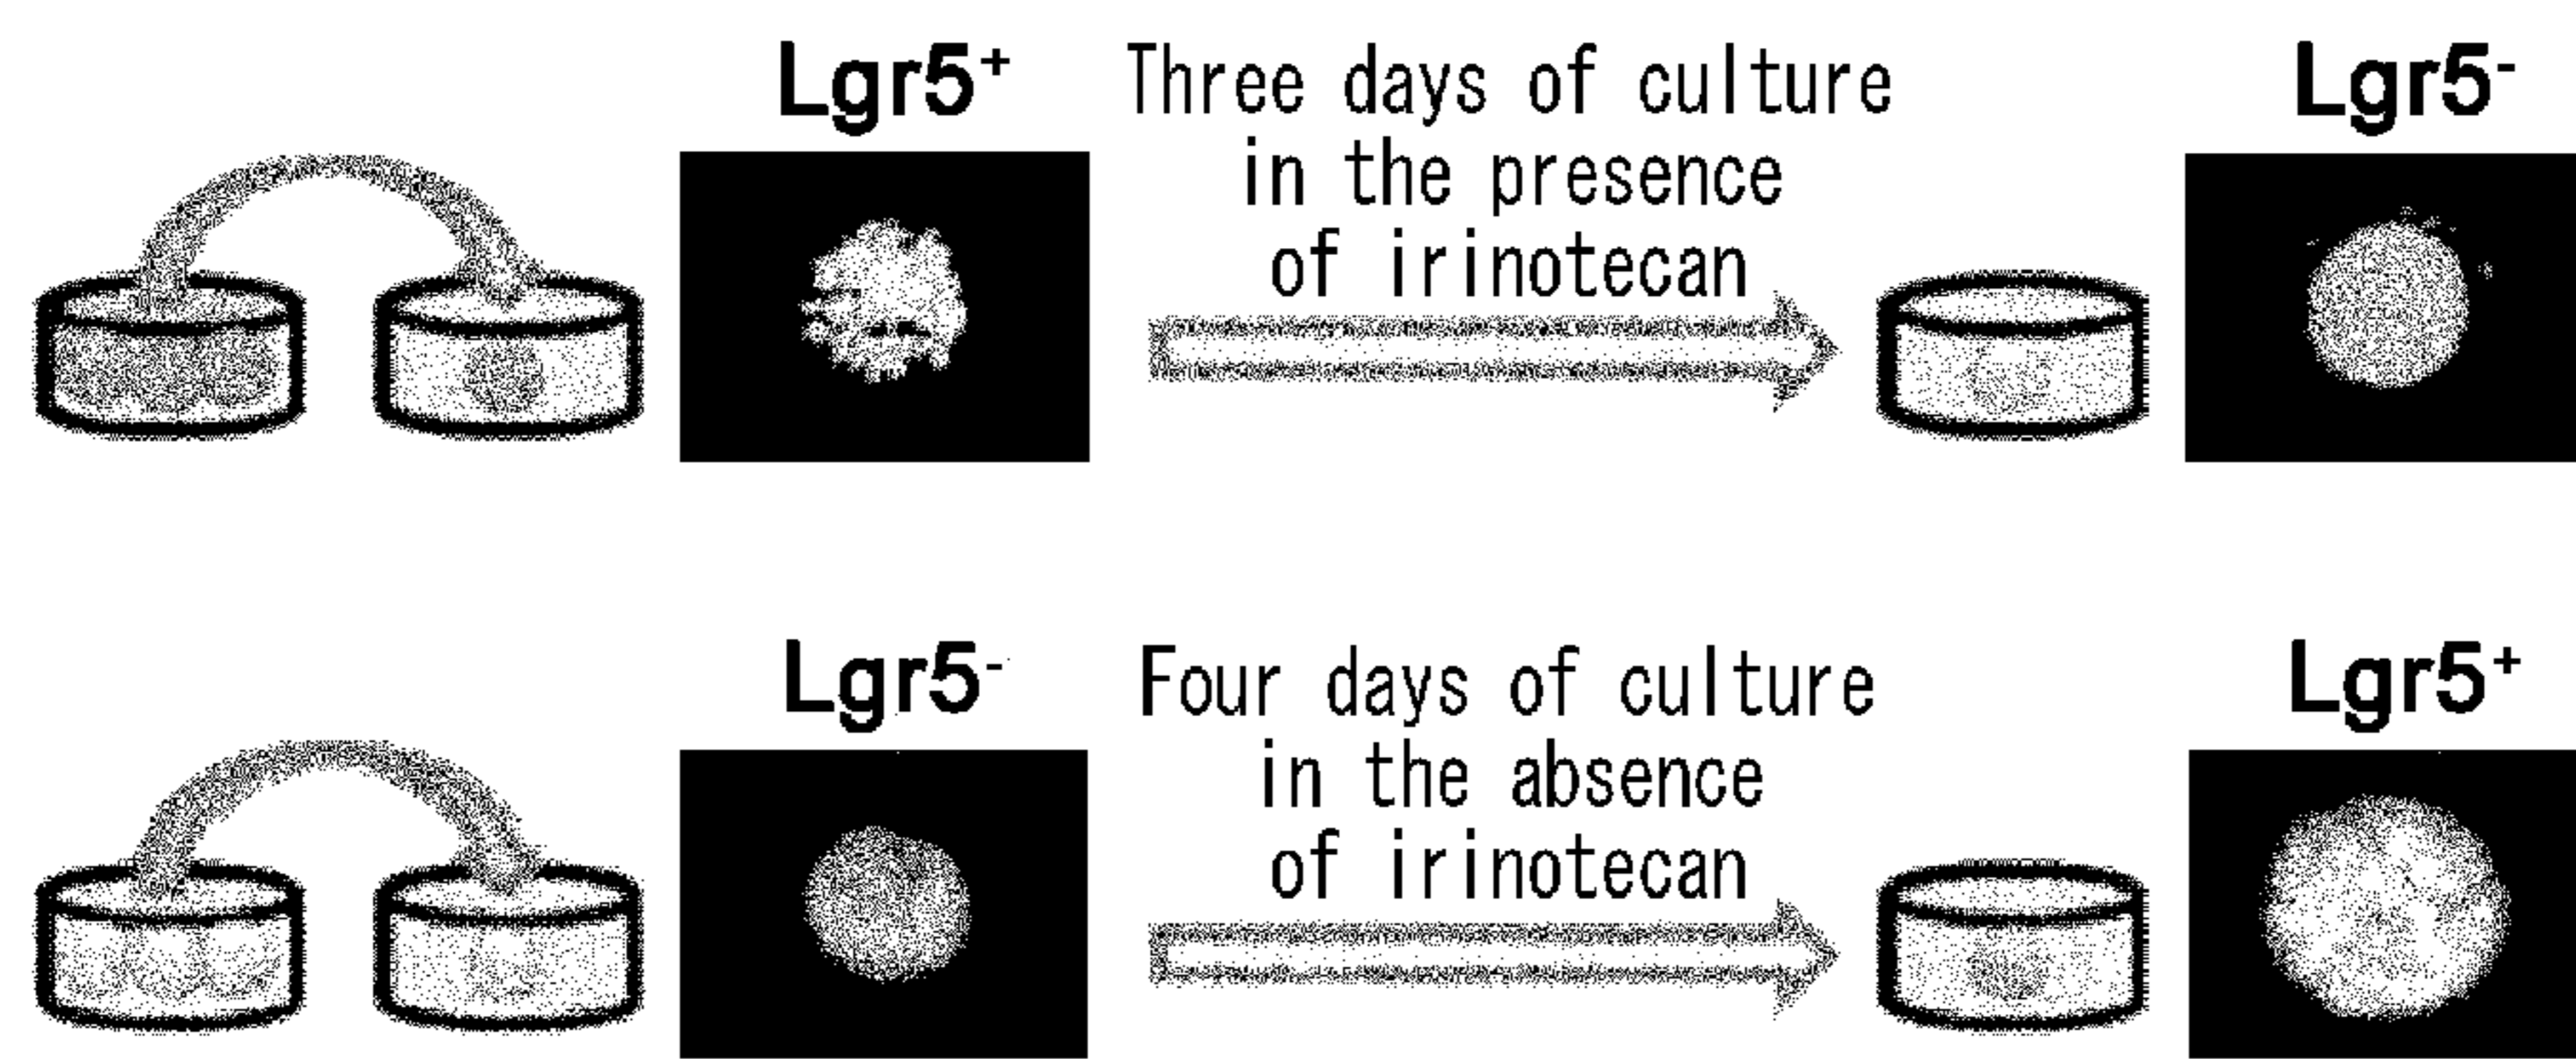 Lgr5⁺
Three days of culture
in the presence
of irinotecan
Lgr5⁻
Lgr5⁻
Four days of culture
in the absence
of irinotecan
Lgr5⁺